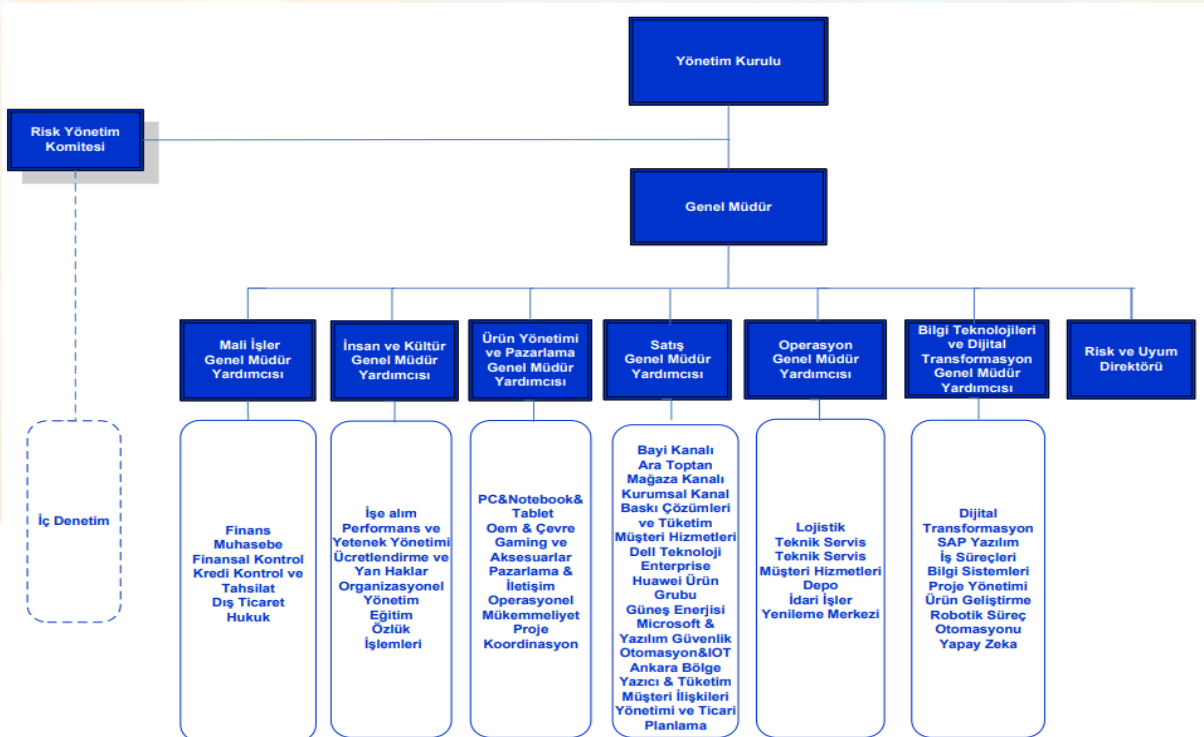 Yönetim Kurulu
Risk Yönetim
Komitesi
Genel Müdür
Mali İşler
Genel Müdür
Yardımcısı
İnsan ve Kültür
Genel Müdür
Yardımcısı
Ürün Yönetimi
ve Pazarlama
Genel Müdür
Yardımcısı
Satış
Genel Müdür
Yardımcısı
Operasyon
Genel Müdür
Yardımcısı
Bilgi Teknolojileri
ve Dijital
Transformasyon
Genel Müdür
Yardımcısı
Risk ve Uyum
Direktörü
İç Denetim
Finans
Muhasebe
Finansal Kontrol
Kredi Kontrol ve
Tahsilat
Dış Ticaret
Hukuk
İşe alım
Performans ve
Yetenek Yönetimi
Ücretlendirme ve
Yan Haklar
Organizasyonel
Yönetim
Eğitim
Özlük
İşlemleri
PC&Notebook&
Tablet
Oem & Çevre
Gaming ve
Aksesuarlar
Pazarlama &
İletişim
Operasyonel
Mükemmeliyet
Proje
Koordinasyon
Bayi Kanalı
Ara Toptan
Mağaza Kanalı
Kurumsal Kanal
Baskı Çözümleri
ve Tüketim
Müşteri Hizmetleri
Dell Teknoloji
Enterprise
Huawei Ürün
Grubu
Güneş Enerjisi
Microsoft &
Yazılım Güvenlik
Otomasyon&IOT
Ankara Bölge
Yazıcı & Tüketim
Müşteri İlişkileri
Yönetimi ve Ticari
Planlama
Lojistik
Teknik Servis
Teknik Servis
Müşteri Hizmetleri
Depo
İdari İşler
Yenileme Merkezi
Dijital
Transformasyon
SAP Yazılım
İş Süreçleri
Bilgi Sistemleri
Proje Yönetimi
Ürün Geliştirme
Robotik Süreç
Otomasyonu
Yapay Zeka